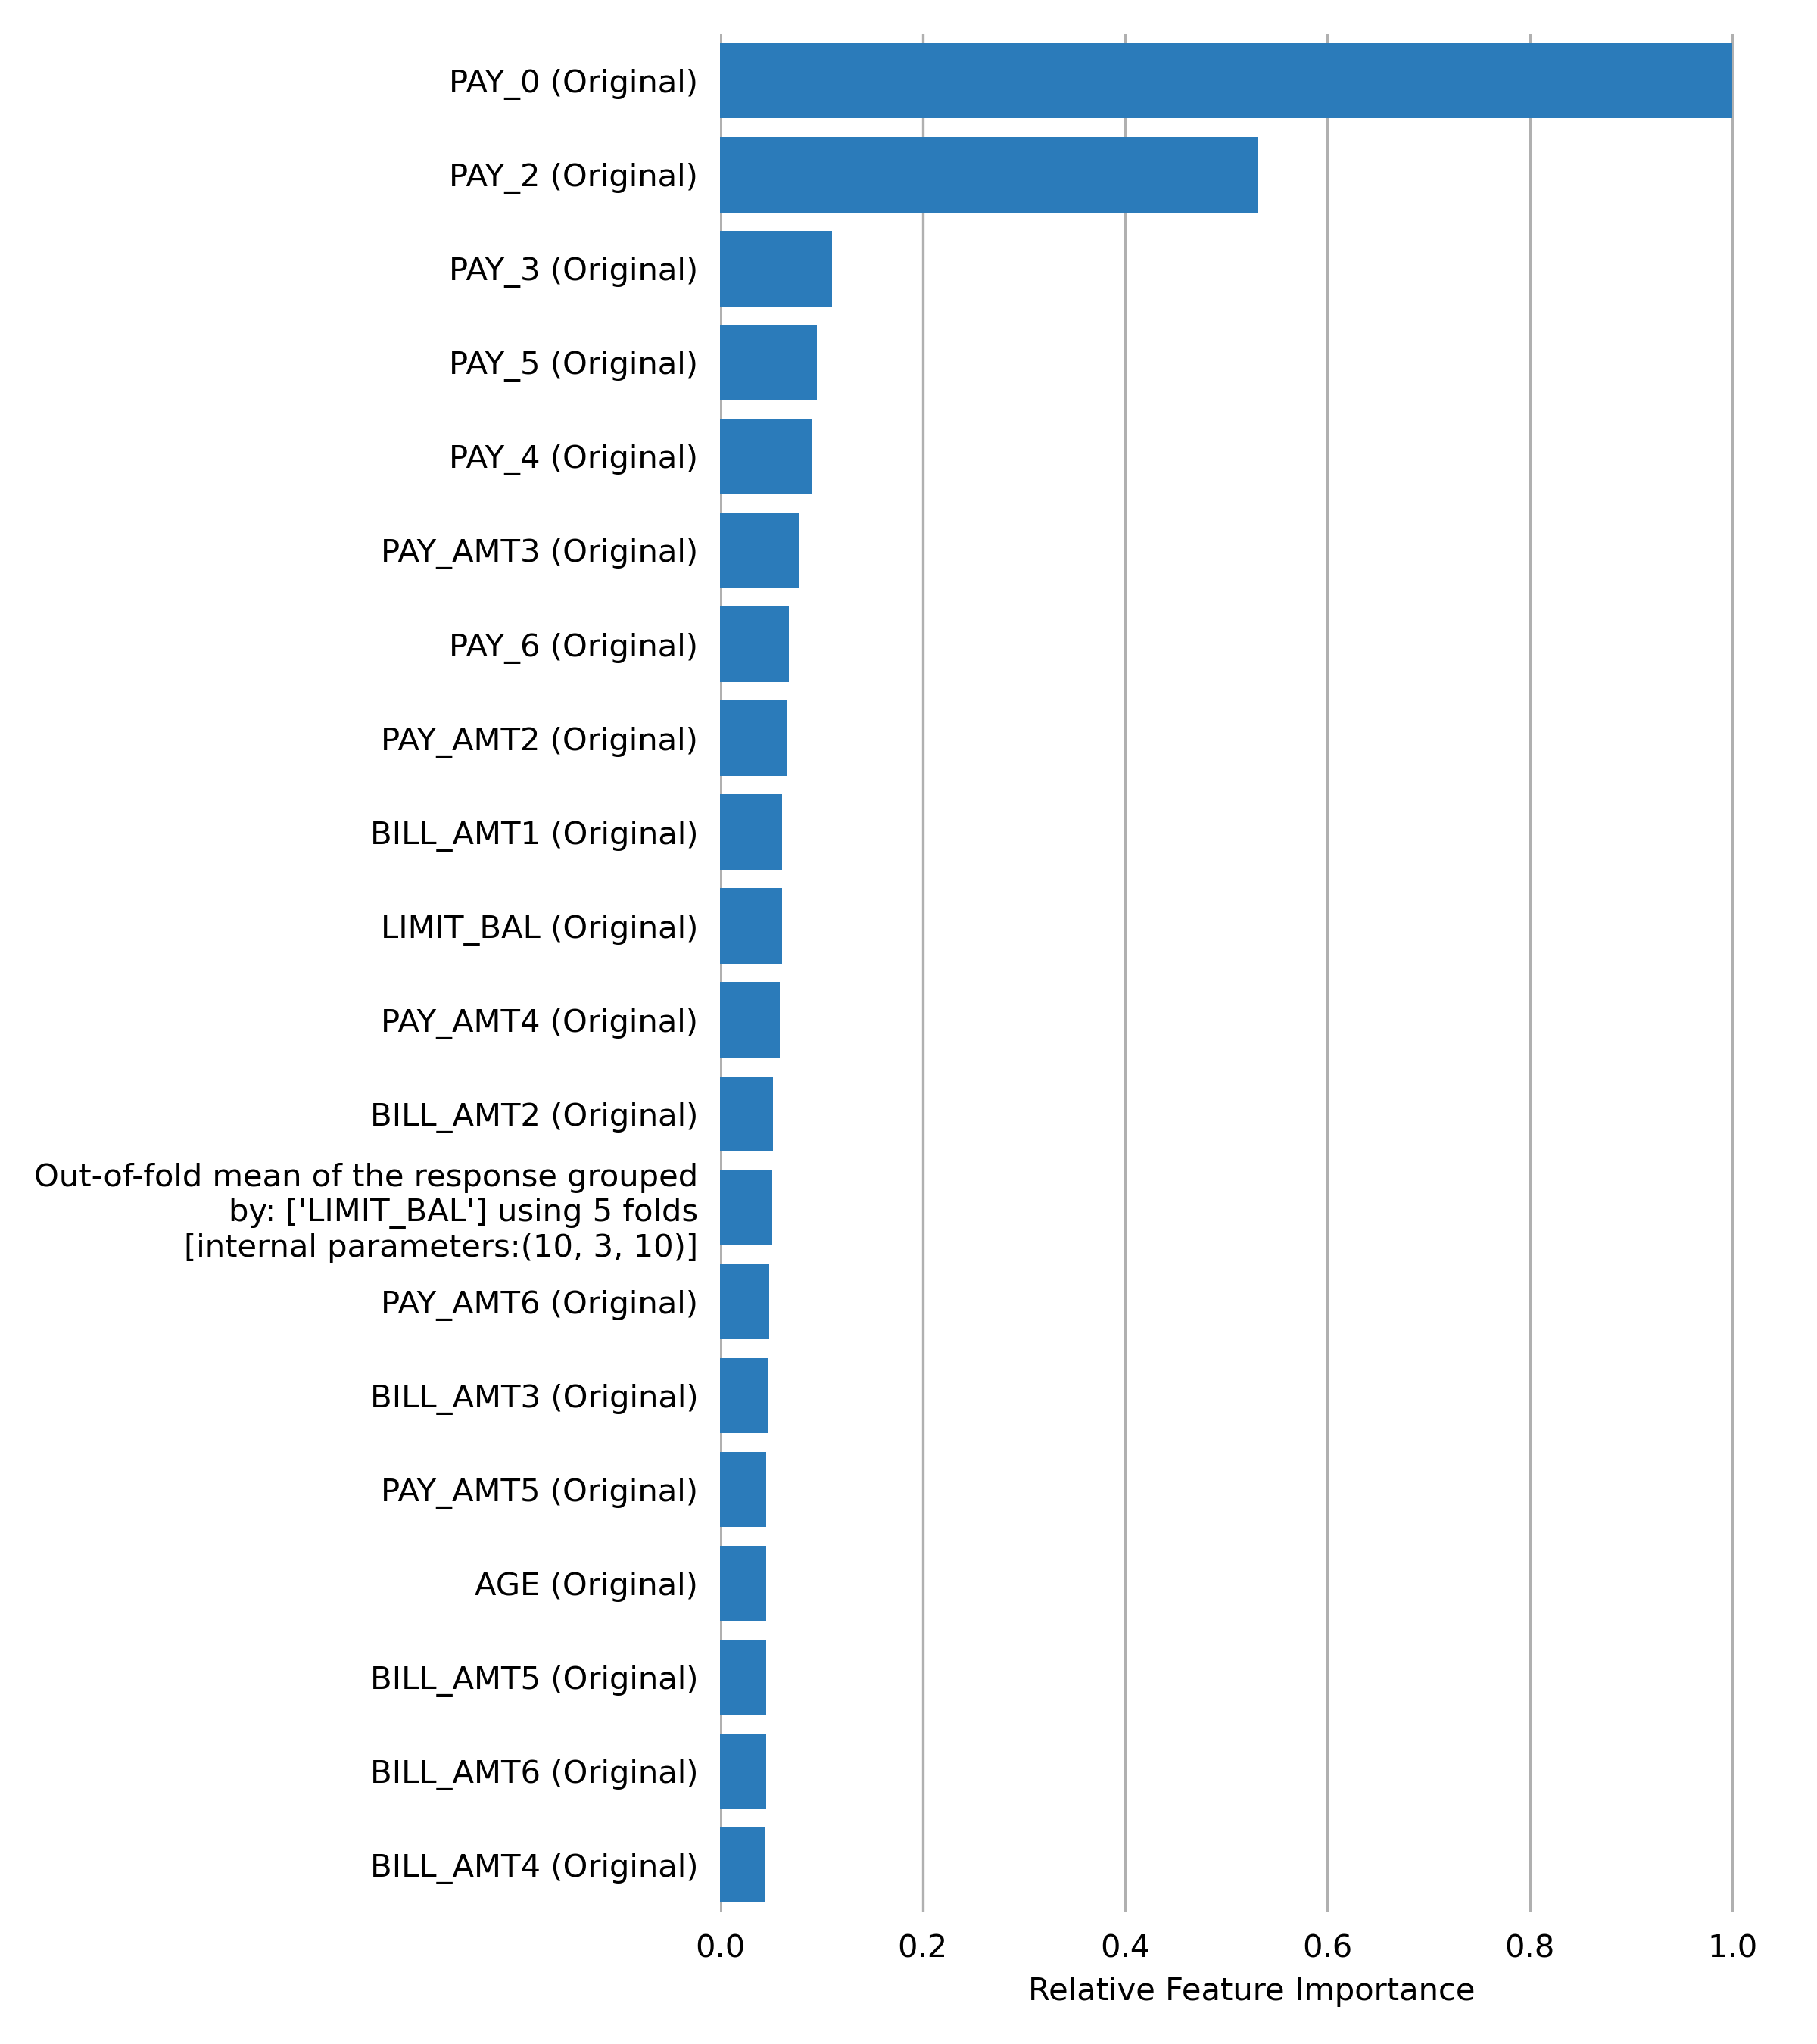 PAY_0 (Original)
PAY_2 (Original)
PAY_3 (Original)
PAY_5 (Original)
PAY_4 (Original)
PAY_AMT3 (Original)
PAY_6 (Original)
PAY_AMT2 (Original)
BILL_AMT1 (Original)
LIMIT_BAL (Original)
PAY_AMT4 (Original)
BILL_AMT2 (Original)
Out-of-fold mean of the response grouped
by: ['LIMIT_BAL'] using 5 folds
[internal parameters:(10, 3, 10)]
PAY_AMT6 (Original)
BILL_AMT3 (Original)
PAY_AMT5 (Original)
AGE (Original)
BILL_AMT5 (Original)
BILL_AMT6 (Original)
BILL_AMT4 (Original)
0.0 0.2 0.4 0.6 0.8 1.0
Relative Feature Importance